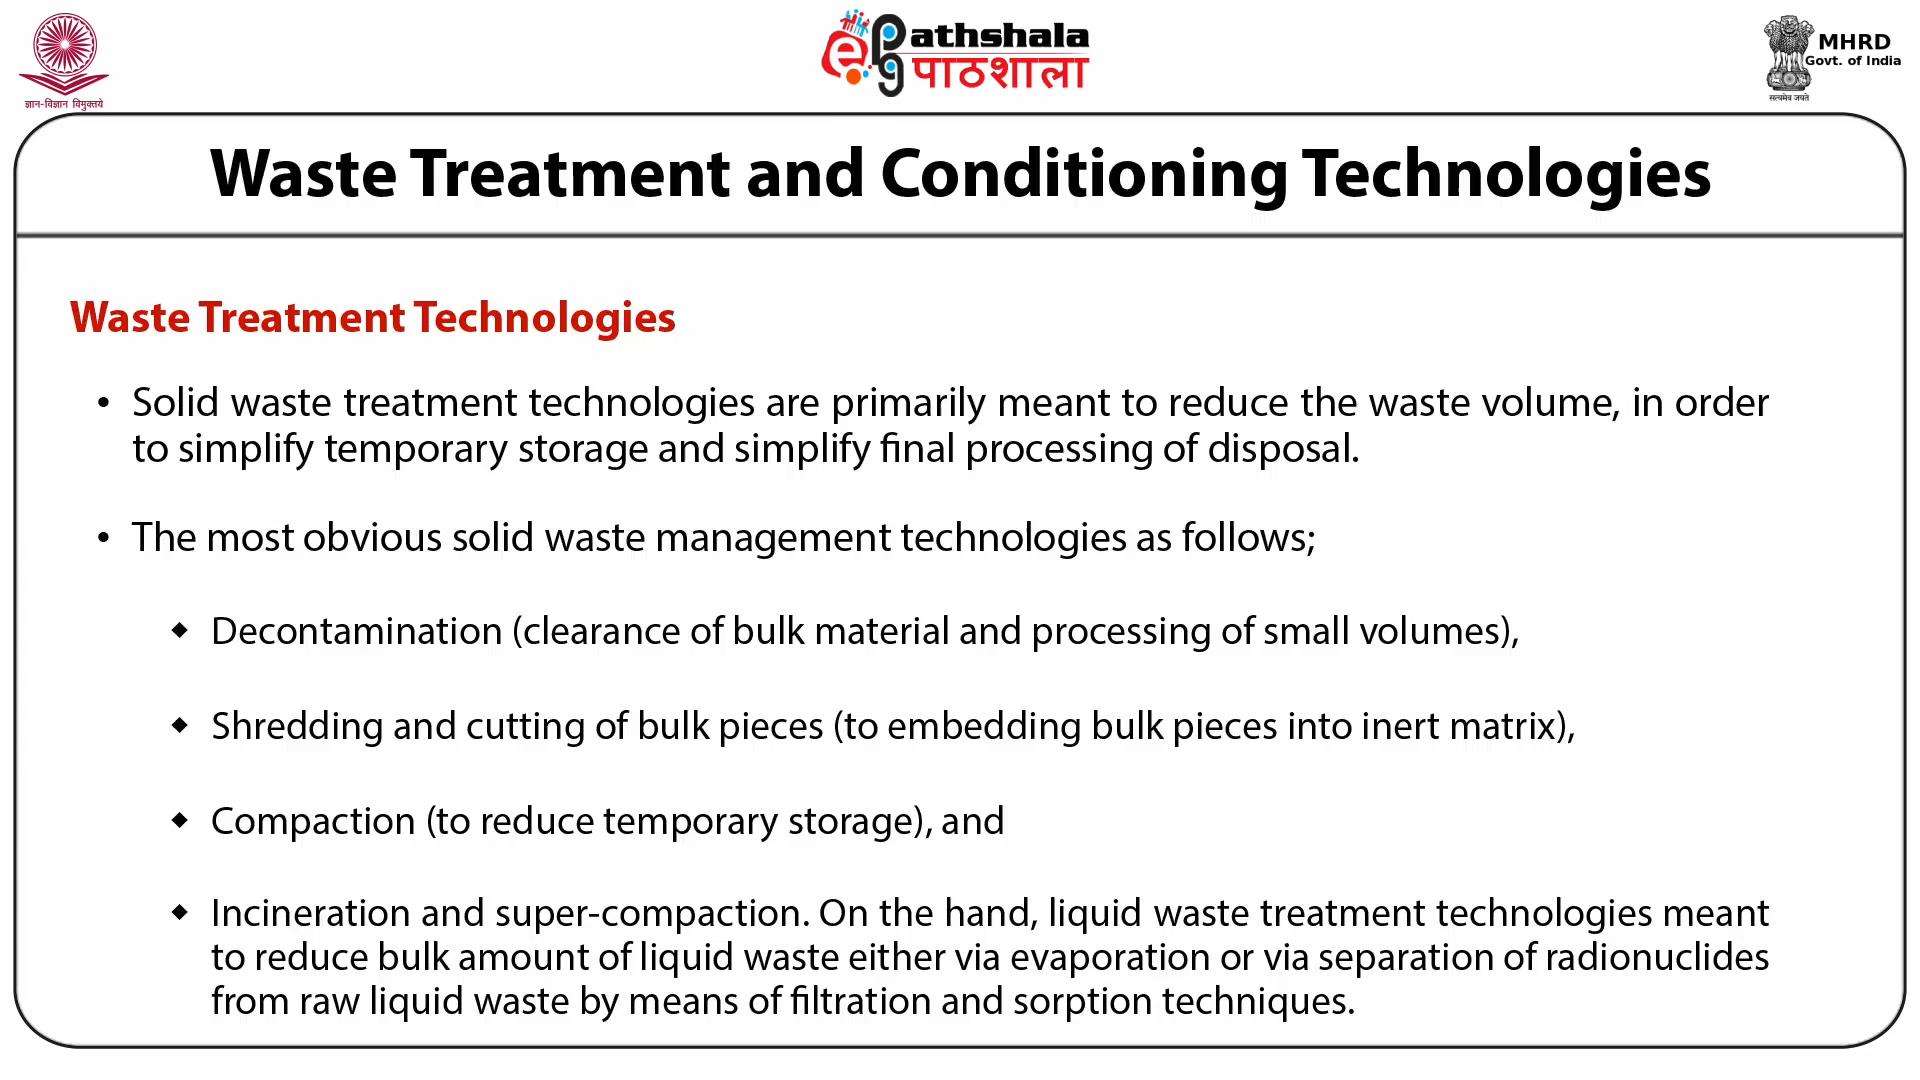 ज्ञान-विज्ञान विमुक्तये
e Pg athshala
पाठशाला
MHRD
Govt. of India
सत्यमेव जयते
Waste Treatment and Conditioning Technologies
Waste Treatment Technologies
• Solid waste treatment technologies are primarily meant to reduce the waste volume, in order
to simplify temporary storage and simplify final processing of disposal.
• The most obvious solid waste management technologies as follows;
◆ Decontamination (clearance of bulk material and processing of small volumes),
◆ Shredding and cutting of bulk pieces (to embedding bulk pieces into inert matrix),
◆ Compaction (to reduce temporary storage), and
◆ Incineration and super-compaction. On the hand, liquid waste treatment technologies meant
to reduce bulk amount of liquid waste either via evaporation or via separation of radionuclides
from raw liquid waste by means of filtration and sorption techniques.